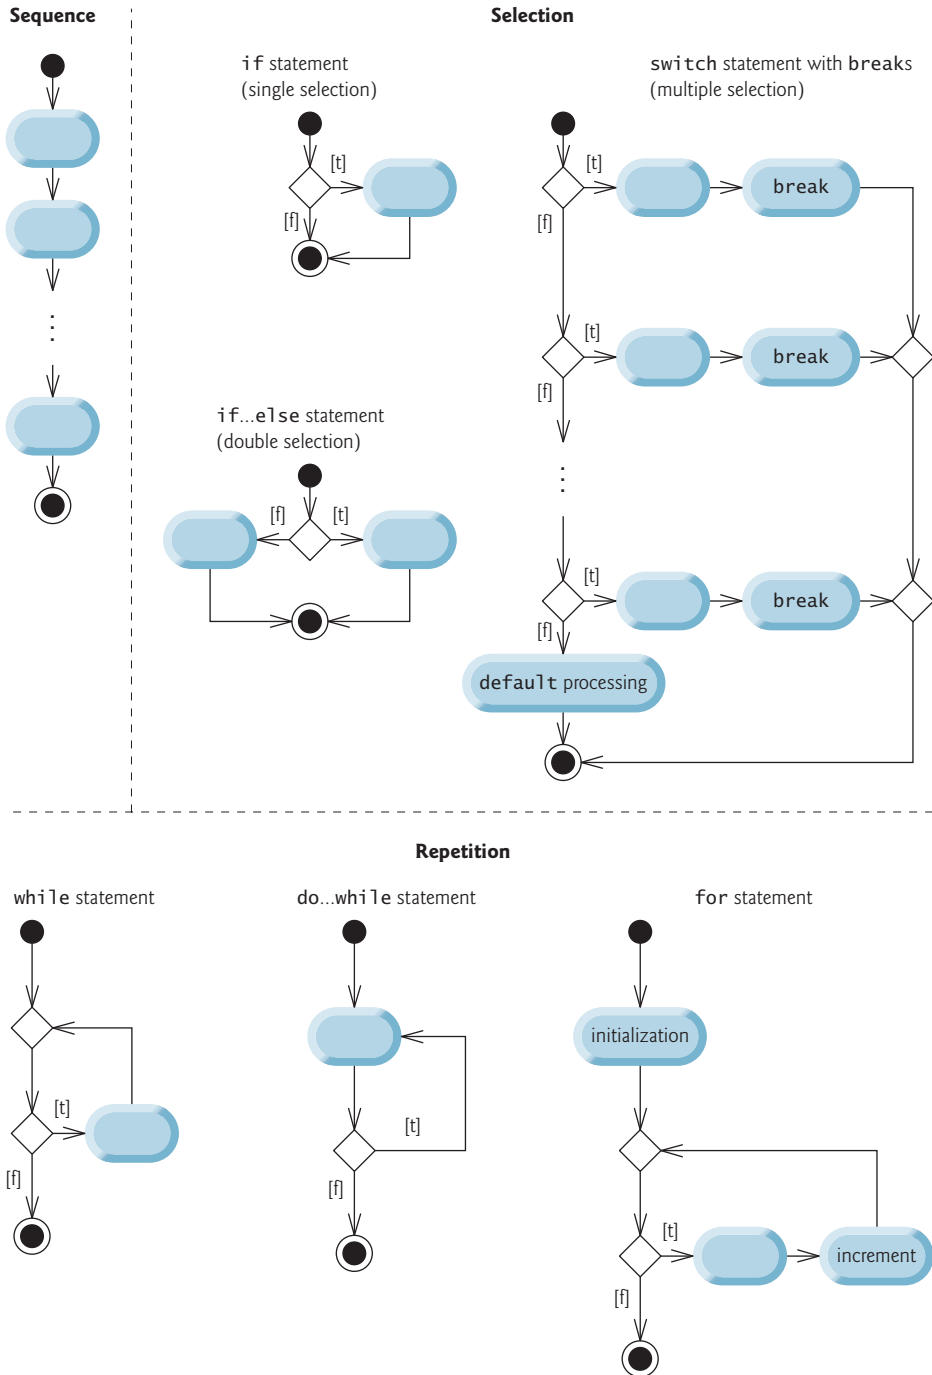 Sequence
Selection
if statement
(single selection)
[t]
[f]
if...else statement
(double selection)
[f]
[t]
switch statement with breaks
(multiple selection)
[t]
break
[f]
[t]
break
[f]
[t]
break
[f]
default processing
Repetition
while statement
[t]
[f]
do...while statement
[t]
[f]
for statement
initialization
[t]
increment
[f]